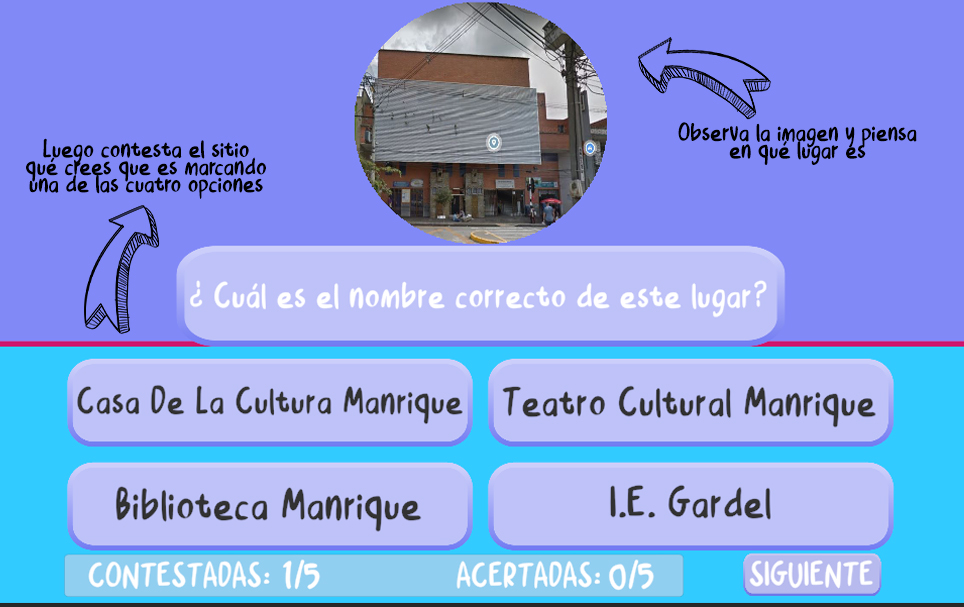 Observa la imagen y piensa
en qué lugar es
Luego contesta el sitio
qué crees que es marcando
una de las cuatro opciones
¿ Cuál es el nombre correcto de este lugar?
Casa De La Cultura Manrique
Teatro Cultural Manrique
Biblioteca Manrique
I.E. Gardel
CONTESTADAS: 1/5
ACERTADAS: 0/5
SIGUIENTE